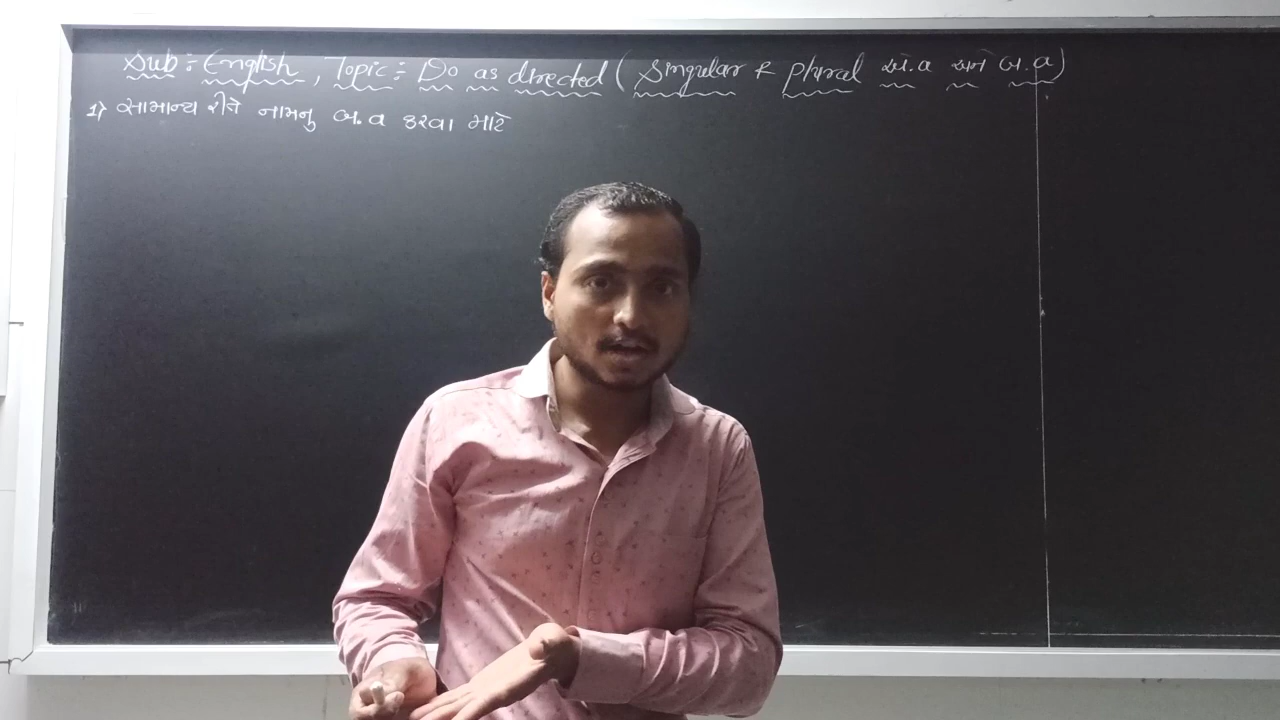 Sub:- English, Topic:- Do as directed (Singular & plural એ.વ અને બ.વ)
1) સામાન્ય રીતે નામનુ બ.વ કરવા માટે